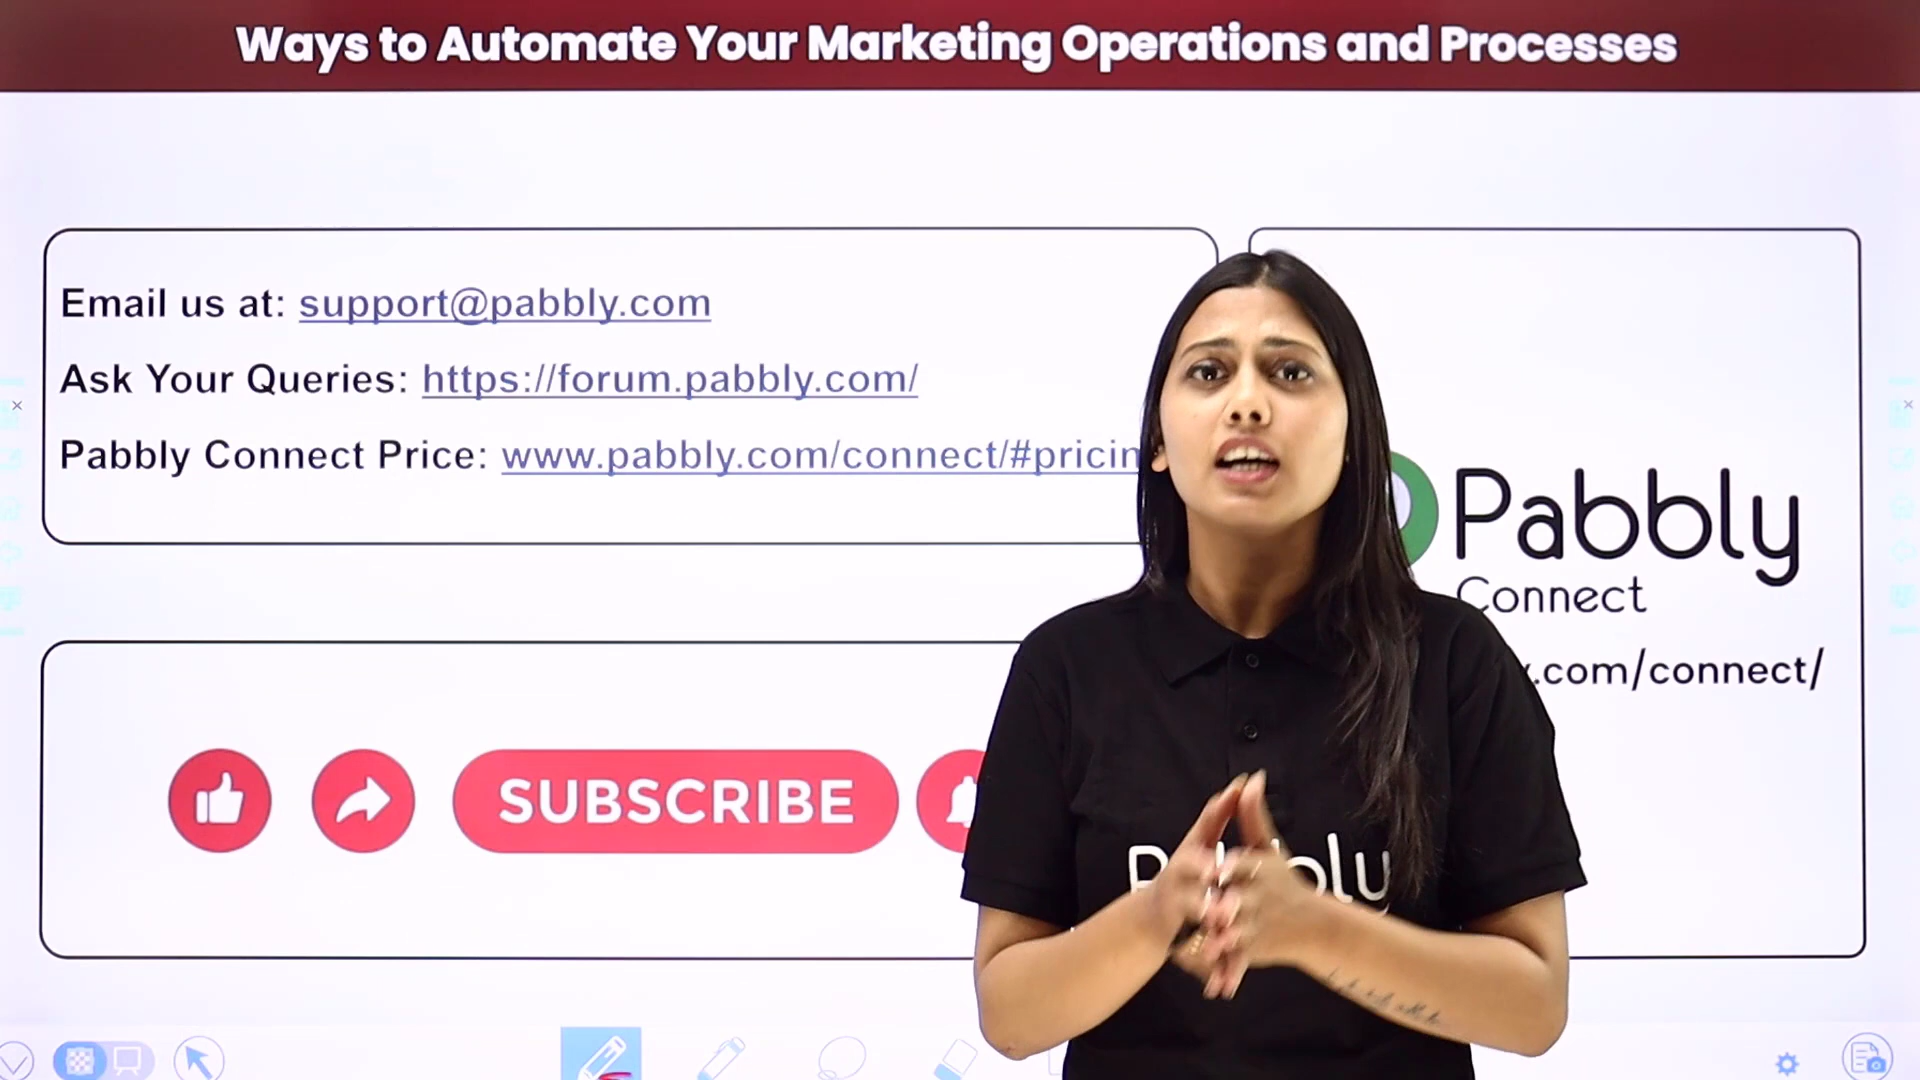 Ways to Automate Your Marketing Operations and Processes
Email us at: support@pabbly.com
Ask Your Queries: https://forum.pabbly.com/
Pabbly Connect Price: www.pabbly.com/connect/#pricin
Pabbly
Connect
.com/connect/
SUBSCRIBE